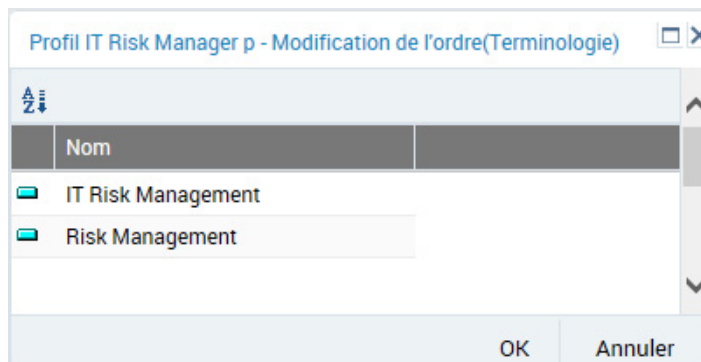 Profil IT Risk Manager p - Modification de l'ordre(Terminologie)
A
Z
Nom
IT Risk Management
Risk Management
OK Annuler